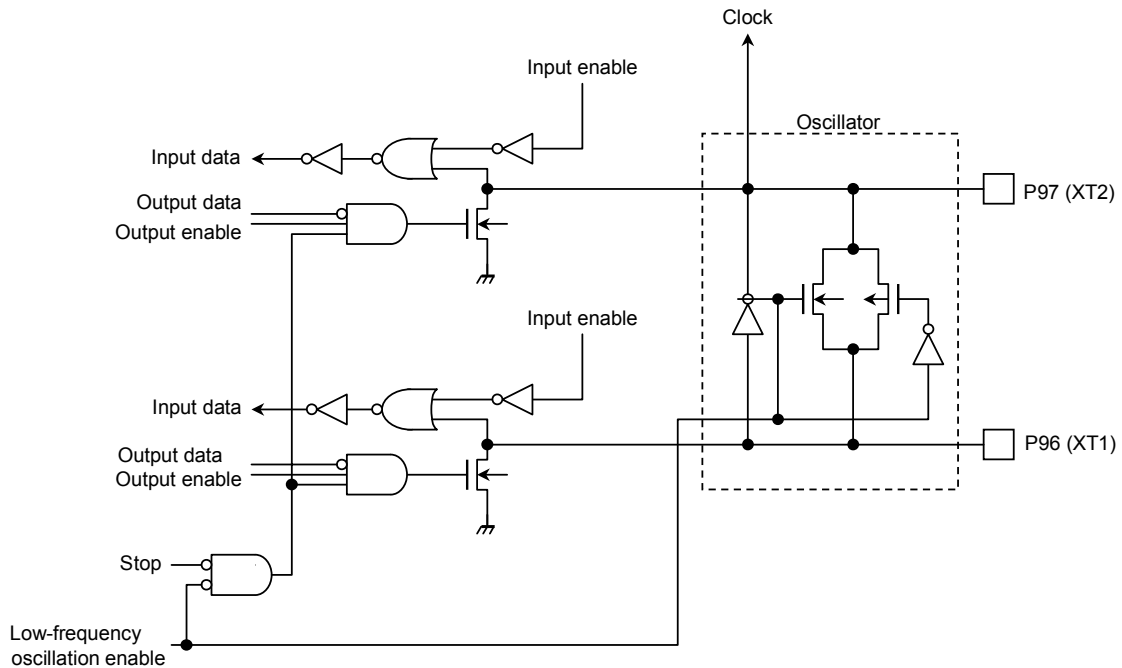 Clock
Input enable
Oscillator
Input data
Output data
Output enable
P97 (XT2)
Input enable
Input data
Output data
Output enable
P96 (XT1)
Stop
Low-frequency
oscillation enable